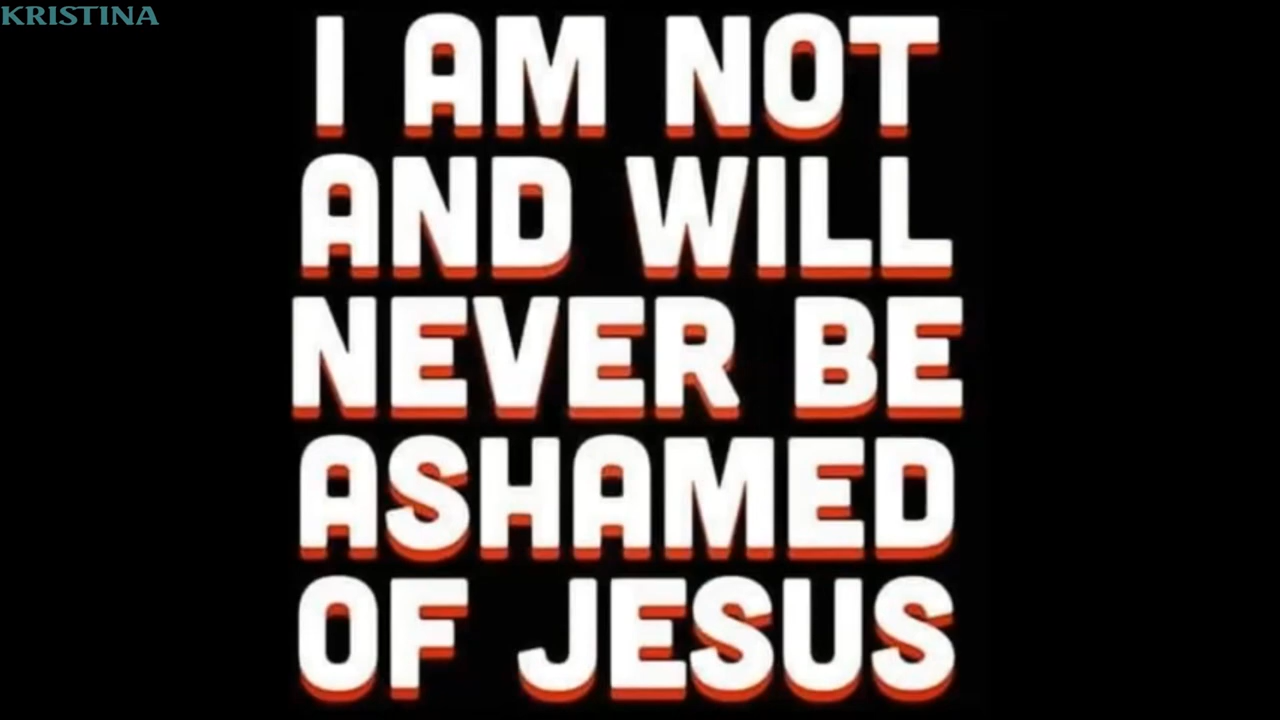 KRISTINA
I AM NOT
AND WILL
NEVER BE
ASHAMED
OF JESUS